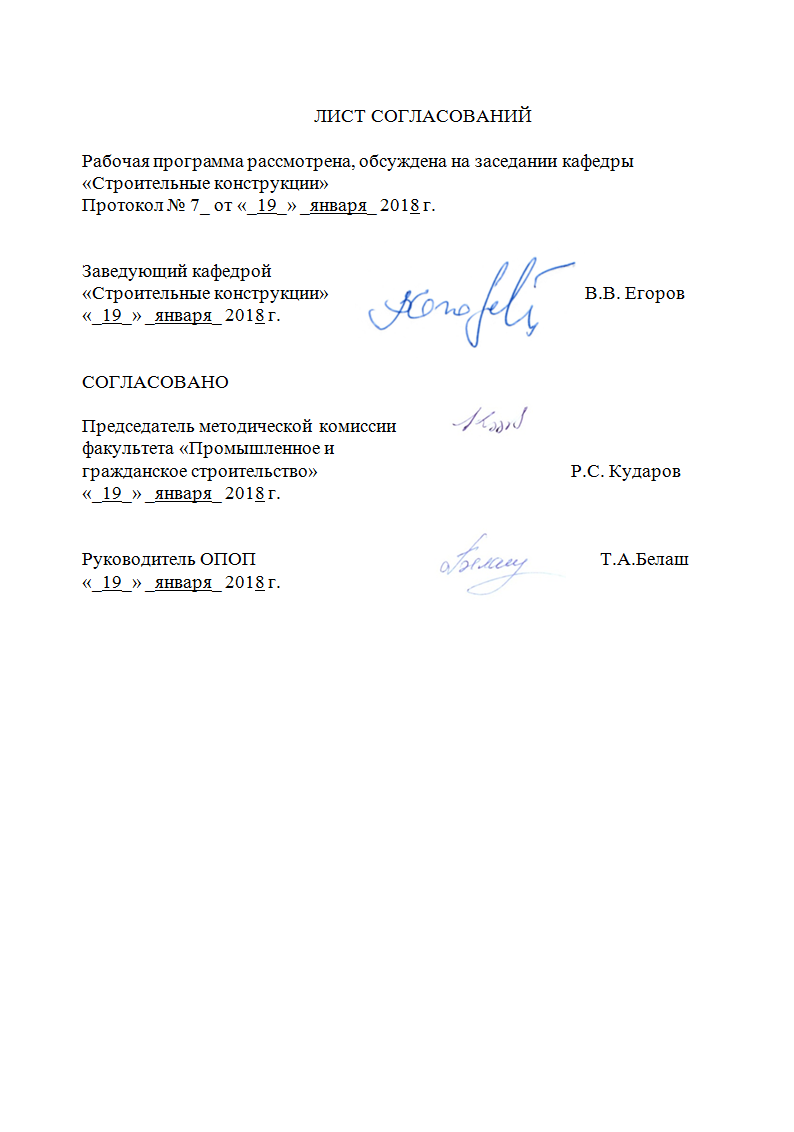 ЛИСТ СОГЛАСОВАНИЙ
Рабочая программа рассмотрена, обсуждена на заседании кафедры
«Строительные конструкции»
Протокол № 7_ от «_19_» _января_ 2018 г.
Заведующий кафедрой
«Строительные конструкции» В.В. Егоров
«_19_» _января_ 2018 г.
СОГЛАСОВАНО
Председатель методической комиссии
факультета «Промышленное и
гражданское строительство» Р.С. Кударов
«_19_» _января_ 2018 г.
Руководитель ОПОП Т.А.Белаш
«_19_» _января_ 2018 г.